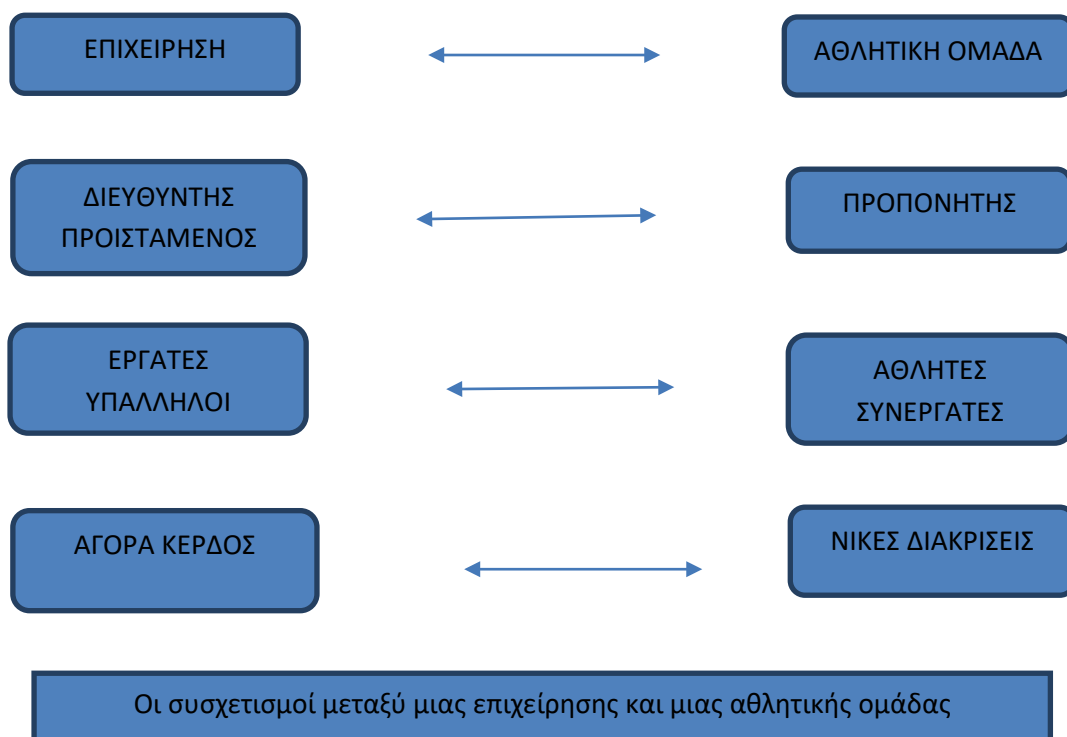 ΕΠΙΧΕΙΡΗΣΗ
ΑΘΛΗΤΙΚΗ ΟΜΑΔΑ
ΔΙΕΥΘΥΝΤΗΣ
ΠΡΟΙΣΤΑΜΕΝΟΣ
ΠΡΟΠΟΝΗΤΗΣ
ΕΡΓΑΤΕΣ
ΥΠΑΛΛΗΛΟΙ
ΑΘΛΗΤΕΣ
ΣΥΝΕΡΓΑΤΕΣ
ΑΓΟΡΑ ΚΕΡΔΟΣ
ΝΙΚΕΣ ΔΙΑΚΡΙΣΕΙΣ
Οι συσχετισμοί μεταξύ μιας επιχείρησης και μιας αθλητικής ομάδας